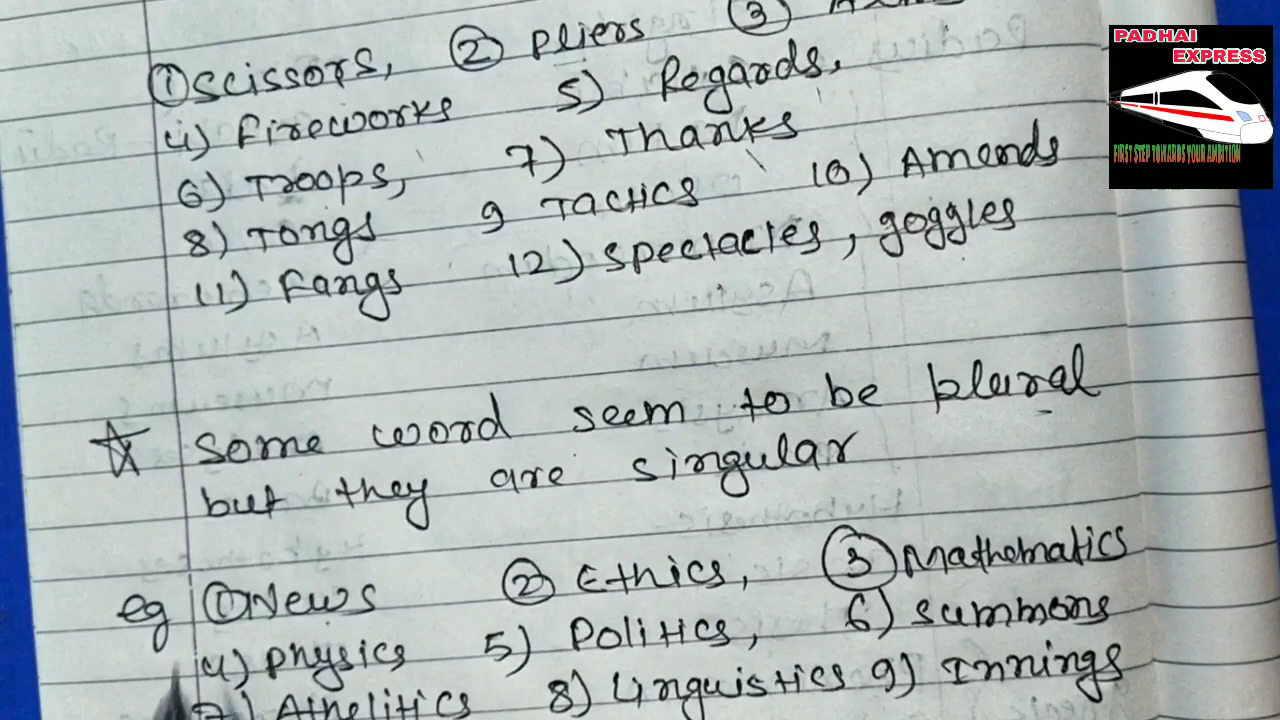 ① Scissors, ② Pliers ③
4) Fireworks 5) Regards,
6) Troops, 7) Thanks
8) Tongs 9 Tactics 10) Amends
11) Fangs 12) Spectacles, goggles
☆ Some word seem to be plural
but they are singular
eg ① News ② Ethics, ③ Mathematics
4) Physics 5) Politics, 6) Summons
7) Athelitics 8) Linguistics 9) Innings
PADHAI
EXPRESS
FIRST STEP TOWARDS YOUR AMBITION